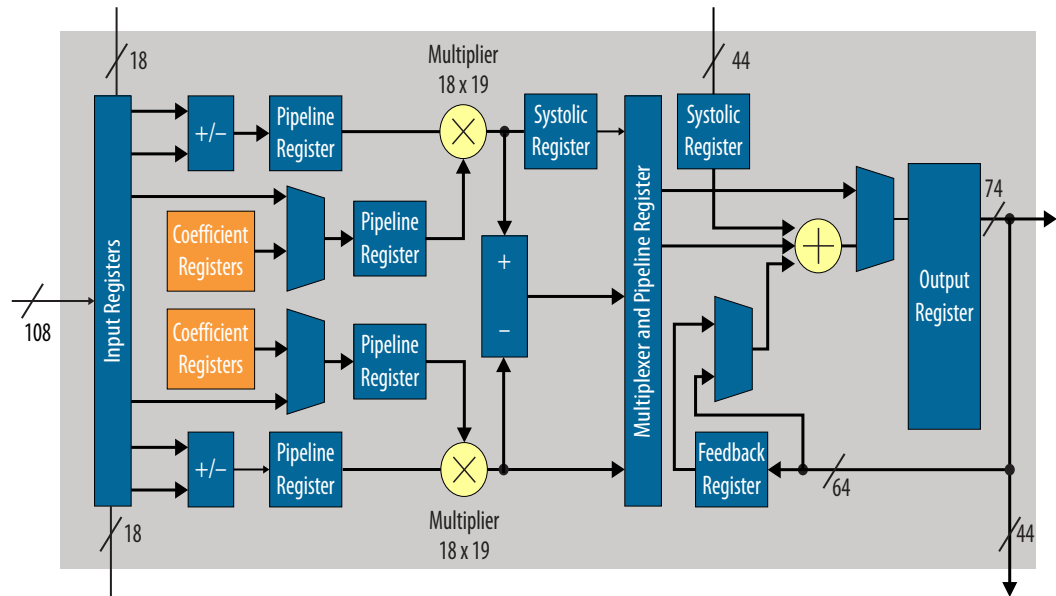 18
44
Multiplier
18 x 19
+/−
Pipeline
Register
Systolic
Register
Systolic
Register
74
Coefficient
Registers
Pipeline
Register
Input Registers
108
+
−
Multiplexer and Pipeline Register
Output
Register
Coefficient
Registers
Pipeline
Register
+/−
Pipeline
Register
Feedback
Register
64
Multiplier
18 x 19
18
44